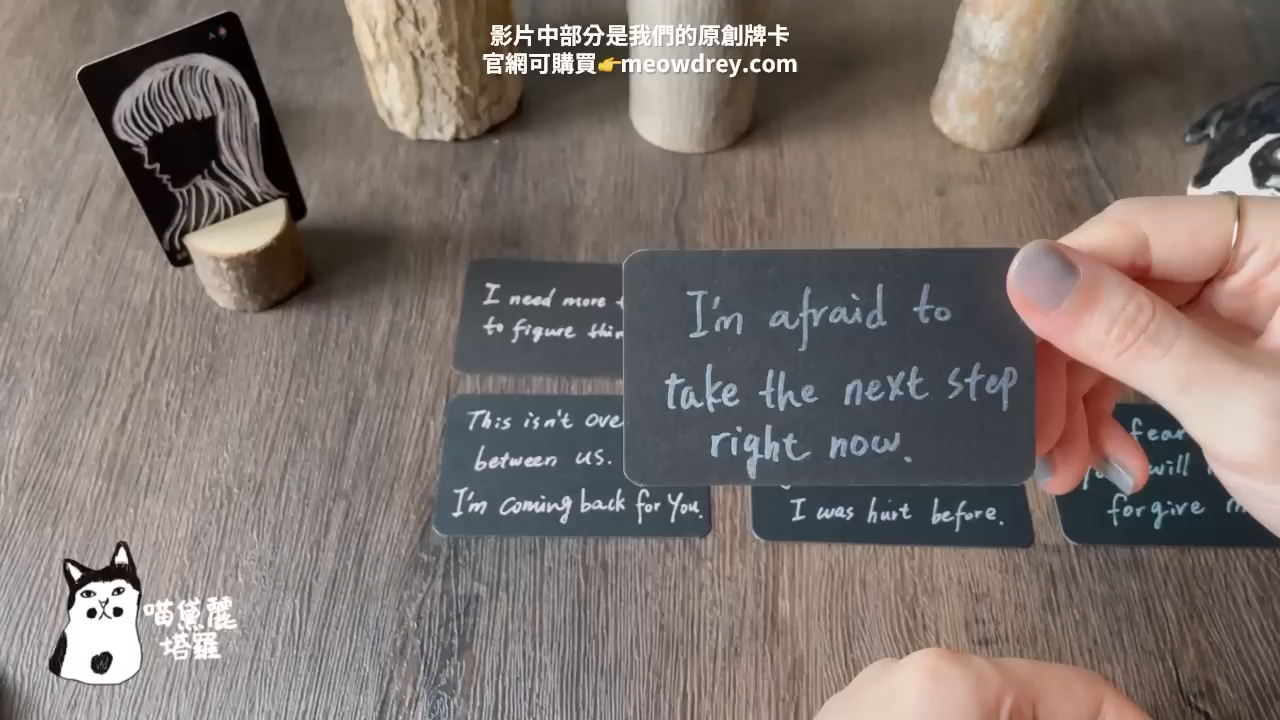 影片中部分是我們的原創牌卡
官網可購買👉meowdrey.com
I need more
to figure
I'm afraid to
take the next step
right now.
This isn't
between us.
I'm coming back for you.
I was hurt before.
fear
will
forgive
喵黛麗
塔羅